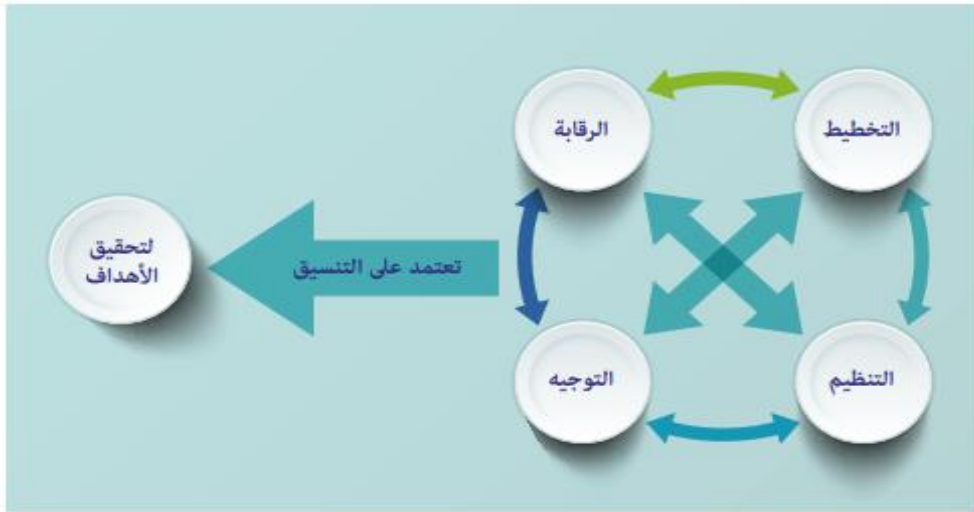 التخطيط
الرقابة
التنظيم
التوجيه
تعتمد على التنسيق
لتحقيق
الأهداف